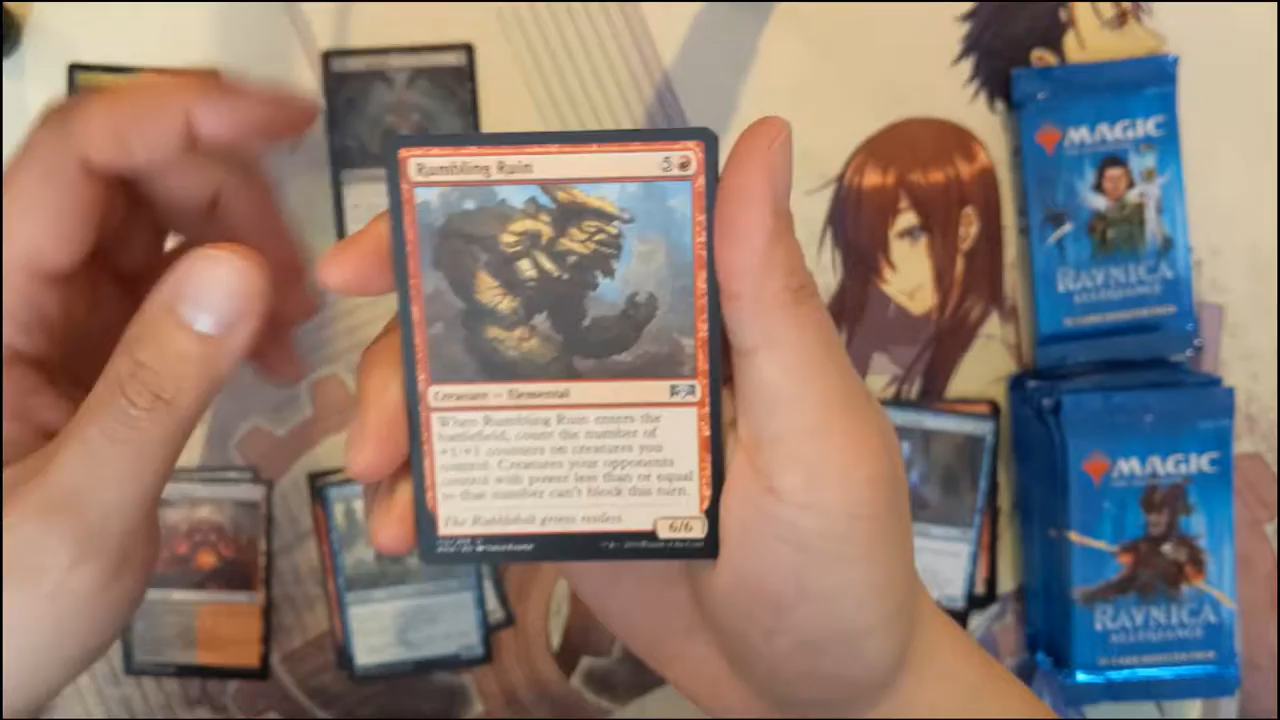 Rumbling Ruin 5
Creature — Elemental
When Rumbling Ruin enters the
battlefield, count the number of
+1/+1 counters on creatures you
control. Creatures your opponents
control with power less than or equal
to that number can't block this turn.
The Rubblebelt grows restless.
6/6
MAGIC
RAVNICA
ALLEGIANCE
MAGIC
RAVNICA
ALLEGIANCE